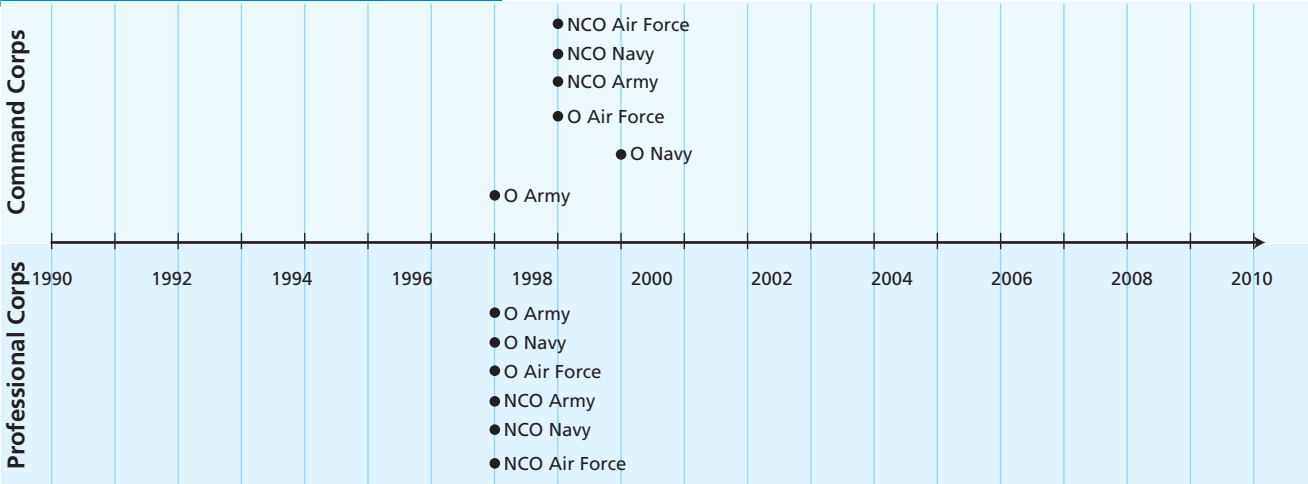 Command Corps
NCO Air Force
NCO Navy
NCO Army
O Air Force
O Navy
O Army
1990 1992 1994 1996 1998 2000 2002 2004 2006 2008 2010
Professional Corps
O Army
O Navy
O Air Force
NCO Army
NCO Navy
NCO Air Force